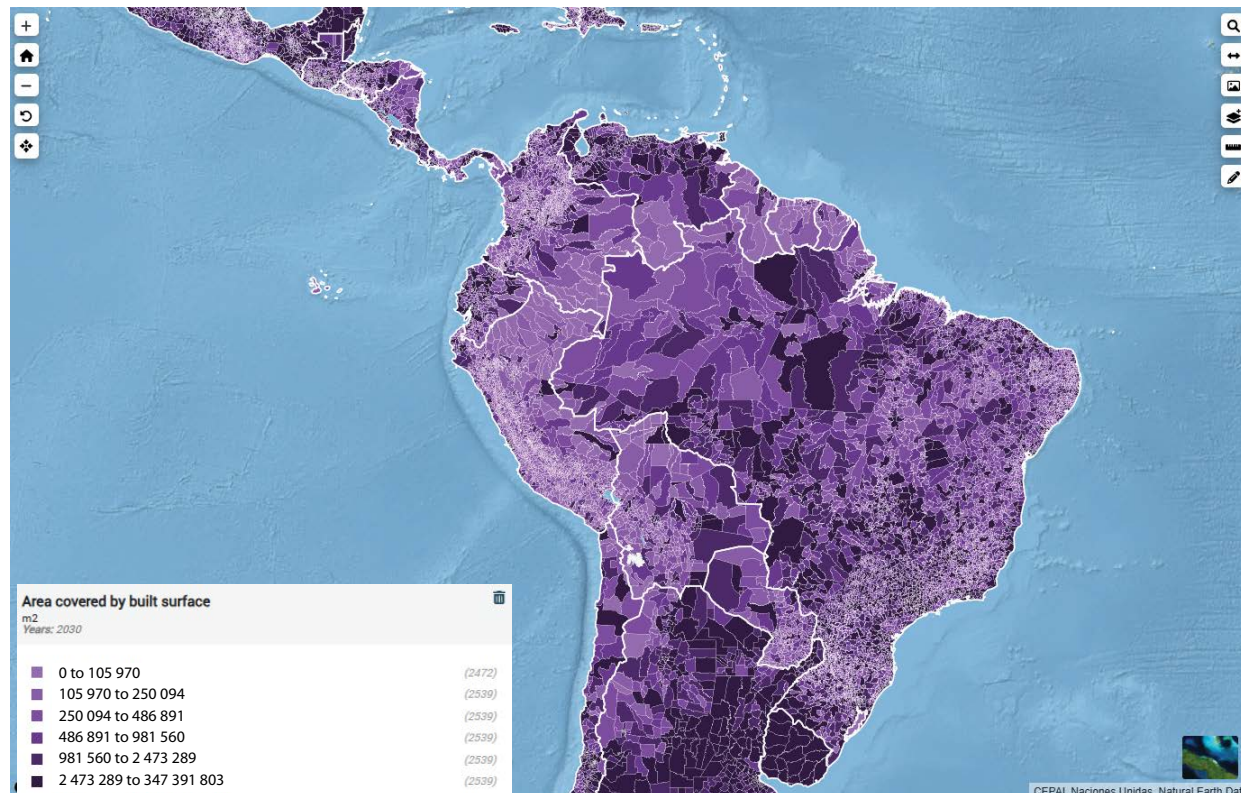 Area covered by built surface
m2
Years: 2030
0 to 105 970 (2472)
105 970 to 250 094 (2539)
250 094 to 486 891 (2539)
486 891 to 981 560 (2539)
981 560 to 2 473 289 (2539)
2 473 289 to 347 391 803 (2539)
CEPAL Naciones Unidas, Natural Earth Dat